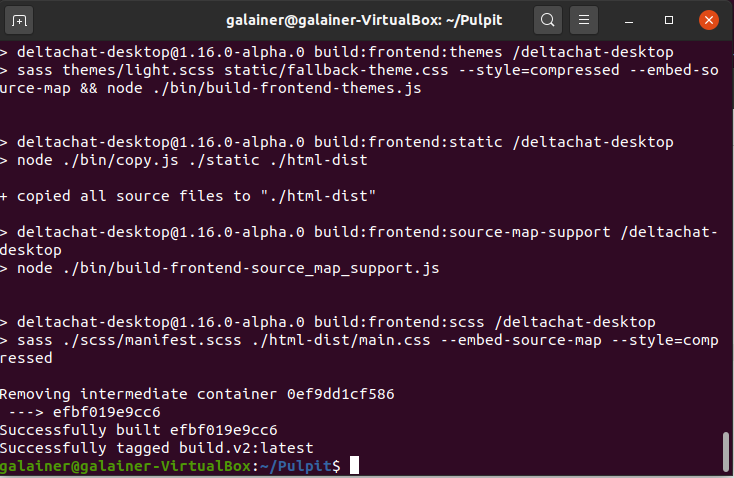 galainer@galainer-VirtualBox: ~/Pulpit
> deltachat-desktop@1.16.0-alpha.0 build:frontend:themes /deltachat-desktop
> sass themes/light.scss static/fallback-theme.css --style=compressed --embed-so
urce-map && node ./bin/build-frontend-themes.js
> deltachat-desktop@1.16.0-alpha.0 build:frontend:static /deltachat-desktop
> node ./bin/copy.js ./static ./html-dist
+ copied all source files to "./html-dist"
> deltachat-desktop@1.16.0-alpha.0 build:frontend:source-map-support /deltachat-
desktop
> node ./bin/build-frontend-source_map_support.js
> deltachat-desktop@1.16.0-alpha.0 build:frontend:scss /deltachat-desktop
> sass ./scss/manifest.scss ./html-dist/main.css --embed-source-map --style=comp
ressed
Removing intermediate container 0ef9dd1cf586
 ---> efbf019e9cc6
Successfully built efbf019e9cc6
Successfully tagged build.v2:latest
galainer@galainer-VirtualBox:~/Pulpit$